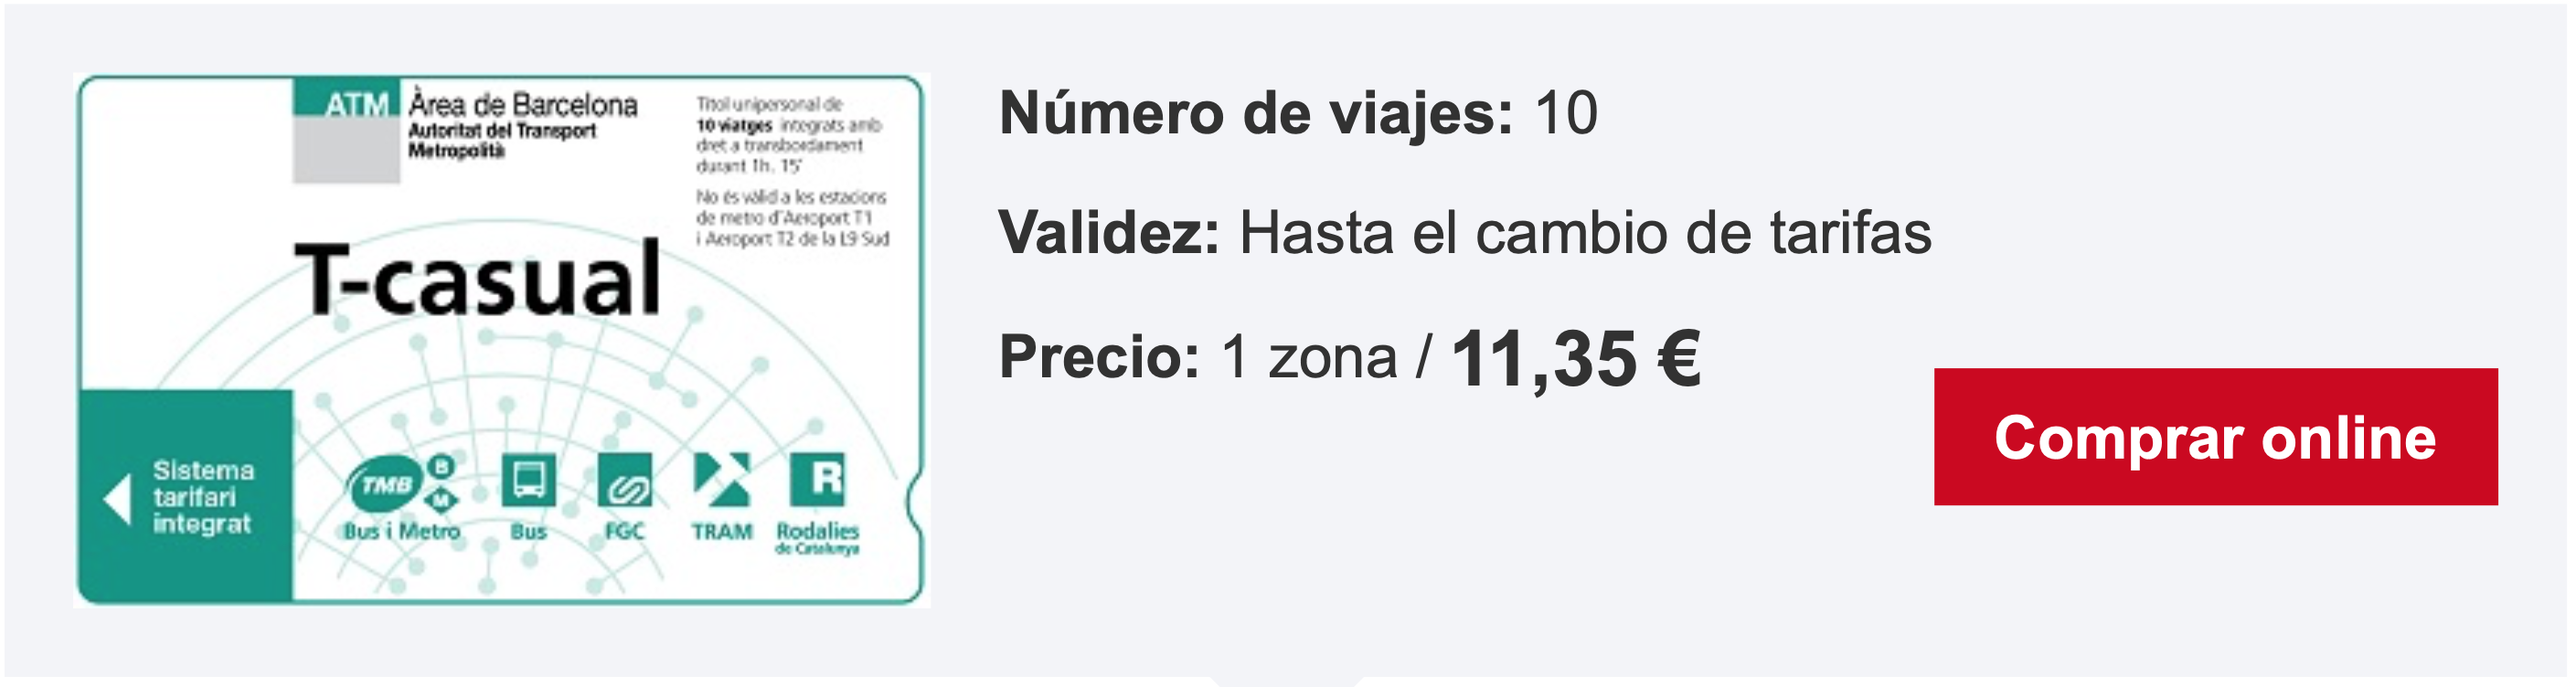 ATM
Àrea de Barcelona
Autoritat del Transport
Metropolità
Títol unipersonal de
10 viatges integrats amb
dret a transbordament
durant 1h. 15'
No és vàlid a les estacions
de metro d'Aeroport T1
i Aeroport T2 de la L9 Sud
T-casual
Sistema
tarifari
integrat
TMB
B
M
R
Bus i Metro
Bus
FGC
TRAM
Rodalies
de Catalunya
Número de viajes: 10
Validez: Hasta el cambio de tarifas
Precio: 1 zona / 11,35 €
Comprar online